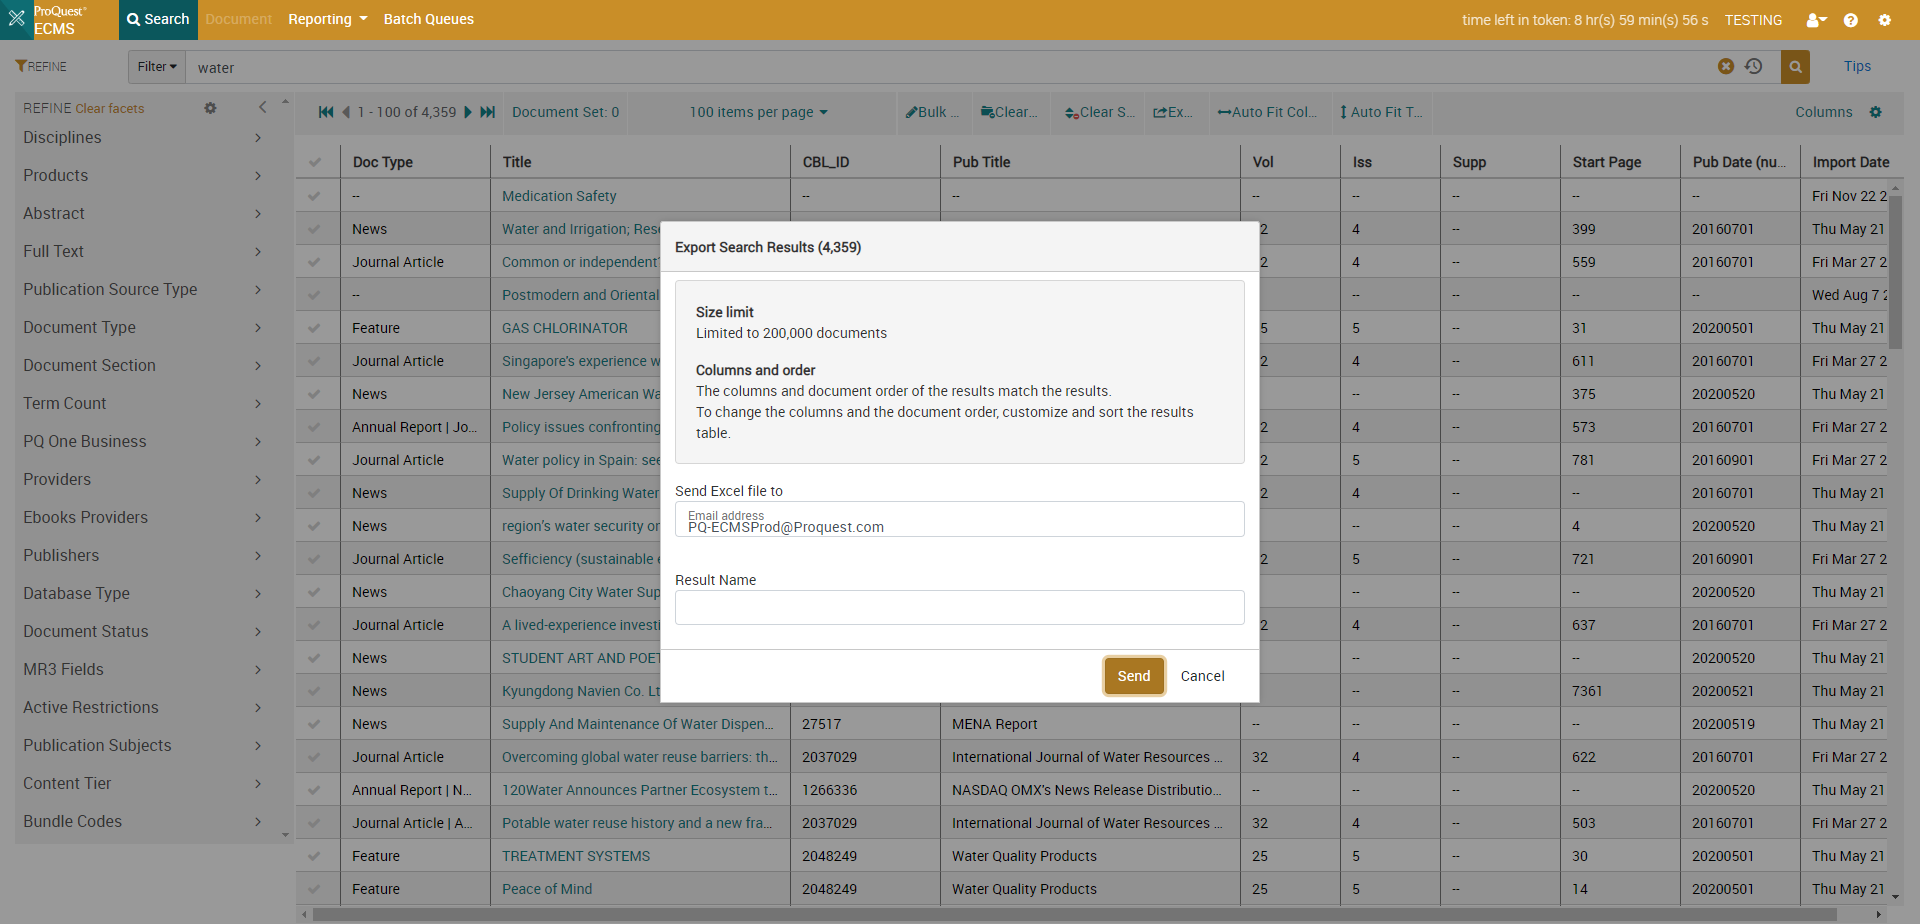 ProQuest®
ECMS
Search
Document
Reporting
Batch Queues
time left in token: 8 hr(s) 59 min(s) 56 s
TESTING
REFINE
Filter
water
Tips
REFINE Clear facets
1 - 100 of 4,359
Document Set: 0
100 items per page
Bulk ...
Clear...
Clear S...
Ex...
Auto Fit Col...
Auto Fit T...
Columns
Disciplines
Products
Abstract
Full Text
Publication Source Type
Document Type
Document Section
Term Count
PQ One Business
Providers
Ebooks Providers
Publishers
Database Type
Document Status
MR3 Fields
Active Restrictions
Publication Subjects
Content Tier
Bundle Codes
Doc Type Title CBL_ID Pub Title Vol Iss Supp Start Page Pub Date (nu... Import Date
-- Medication Safety -- -- -- -- -- -- -- Fri Nov 22 2
News Water and Irrigation; Rese 2 4 -- 399 20160701 Thu May 21
Journal Article Common or independent? 2 4 -- 559 20160701 Fri Mar 27 2
-- Postmodern and Oriental -- -- -- -- Wed Aug 7 2
Feature GAS CHLORINATOR 5 5 -- 31 20200501 Thu May 21
Journal Article Singapore's experience w 2 4 -- 611 20160701 Fri Mar 27 2
News New Jersey American Wa -- -- 375 20200520 Thu May 21
Annual Report | Jo... Policy issues confronting 2 4 -- 573 20160701 Fri Mar 27 2
Journal Article Water policy in Spain: see 2 5 -- 781 20160901 Fri Mar 27 2
News Supply Of Drinking Water 2 4 -- -- 20160701 Thu May 21
News region's water security or -- -- 4 20200520 Thu May 21
Journal Article Sefficiency (sustainable e 2 5 -- 721 20160901 Fri Mar 27 2
News Chaoyang City Water Sup -- -- -- 20200520 Thu May 21
Journal Article A lived-experience investi 2 4 -- 637 20160701 Fri Mar 27 2
News STUDENT ART AND POET -- -- -- 20200520 Thu May 21
News Kyungdong Navien Co. Lt -- -- 7361 20200521 Thu May 21
News Supply And Maintenance Of Water Dispen... 27517 MENA Report -- -- -- -- 20200519 Thu May 21
Journal Article Overcoming global water reuse barriers: th... 2037029 International Journal of Water Resources ... 32 4 -- 622 20160701 Fri Mar 27 2
Annual Report | N... 120Water Announces Partner Ecosystem t... 1266336 NASDAQ OMX's News Release Distributio... -- -- -- -- 20200520 Thu May 21
Journal Article | A... Potable water reuse history and a new fra... 2037029 International Journal of Water Resources ... 32 4 -- 503 20160701 Fri Mar 27 2
Feature TREATMENT SYSTEMS 2048249 Water Quality Products 25 5 -- 30 20200501 Thu May 21
Feature Peace of Mind 2048249 Water Quality Products 25 5 -- 14 20200501 Thu May 21
Export Search Results (4,359)
Size limit
Limited to 200,000 documents
Columns and order
The columns and document order of the results match the results.
To change the columns and the document order, customize and sort the results
table.
Send Excel file to
Email address
PQ-ECMSProd@Proquest.com
Result Name
Send
Cancel